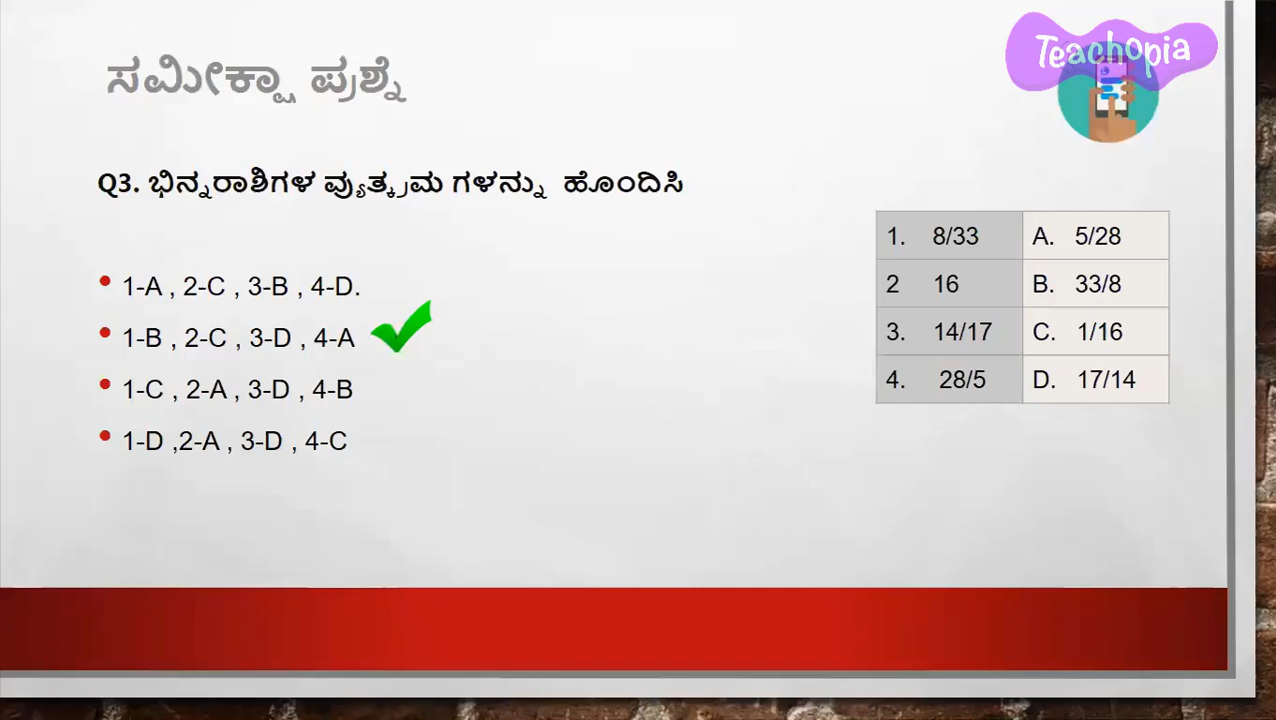 Teachopia
ಸಮೀಕ್ಷಾ ಪ್ರಶ್ನೆ
Q3. ಭಿನ್ನರಾಶಿಗಳ ವ್ಯುತ್ಕ್ರಮ ಗಳನ್ನು ಹೊಂದಿಸಿ
1-A , 2-C , 3-B , 4-D.
1-B , 2-C , 3-D , 4-A
1-C , 2-A , 3-D , 4-B
1-D ,2-A , 3-D , 4-C
1. 8/33 A. 5/28
2 16 B. 33/8
3. 14/17 C. 1/16
4. 28/5 D. 17/14